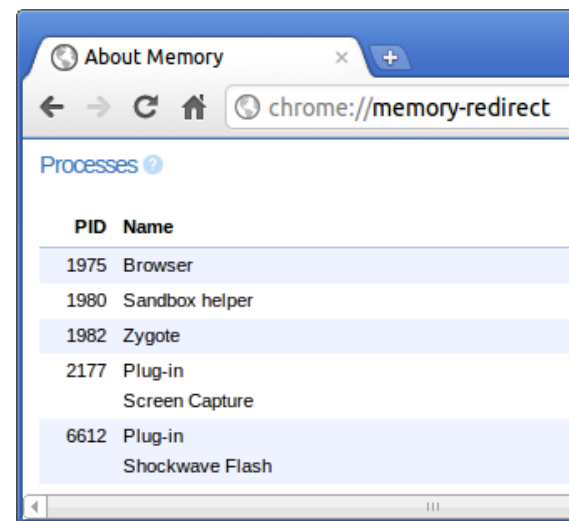 About Memory
chrome://memory-redirect
Processes ?
PID Name
1975 Browser
1980 Sandbox helper
1982 Zygote
2177 Plug-in
Screen Capture
6612 Plug-in
Shockwave Flash